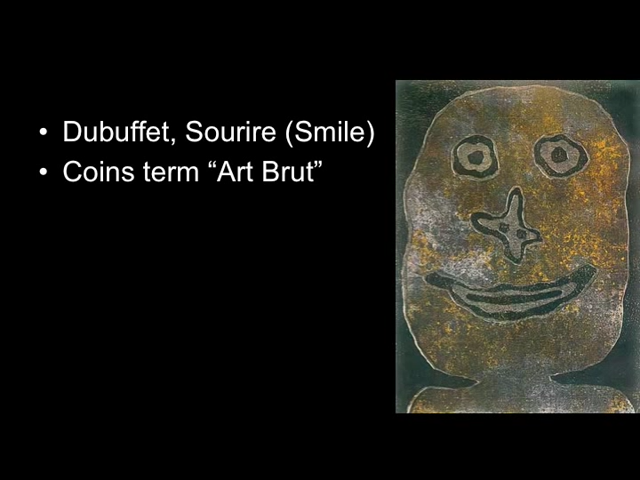 • Dubuffet, Sourire (Smile)
• Coins term “Art Brut”